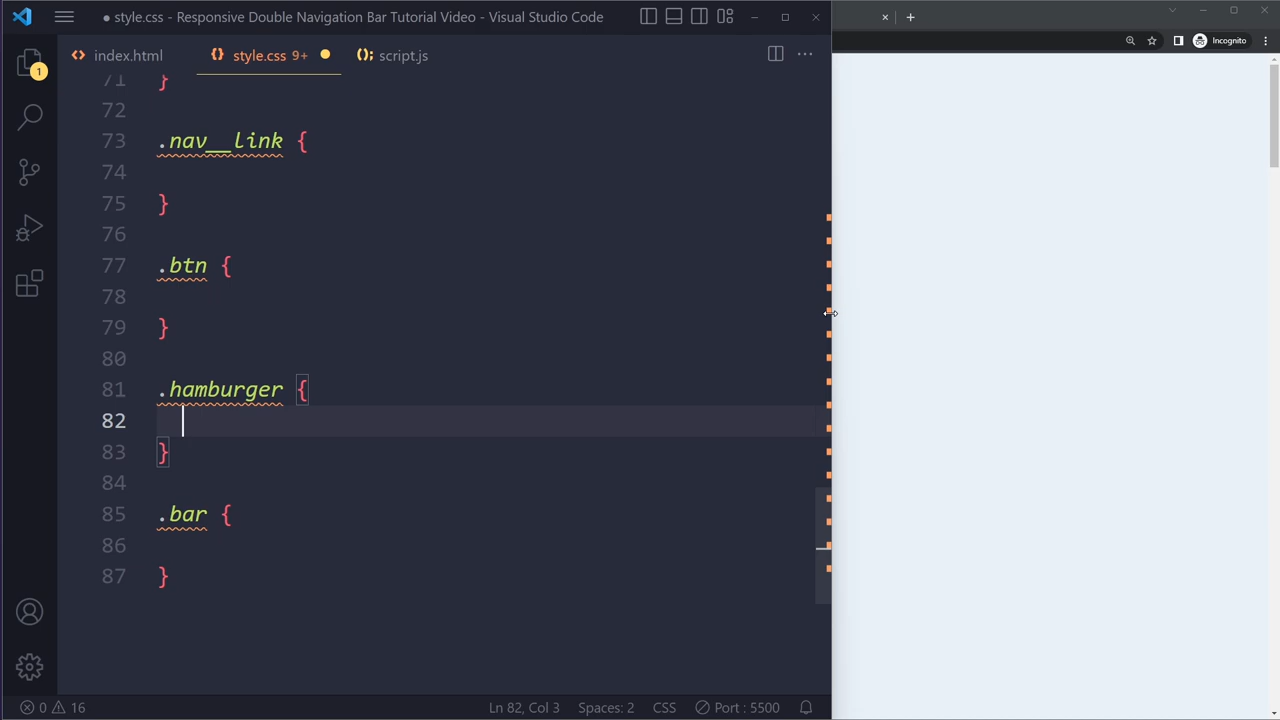 style.css - Responsive Double Navigation Bar Tutorial Video - Visual Studio Code
index.html
style.css 9+
script.js
Incognito
1
71 }
72
73 .nav__link {
74
75 }
76
77 .btn {
78
79 }
80
81 .hamburger {
82
83 }
84
85 .bar {
86
87 }
0 16
Ln 82, Col 3
Spaces: 2
CSS
Port : 5500